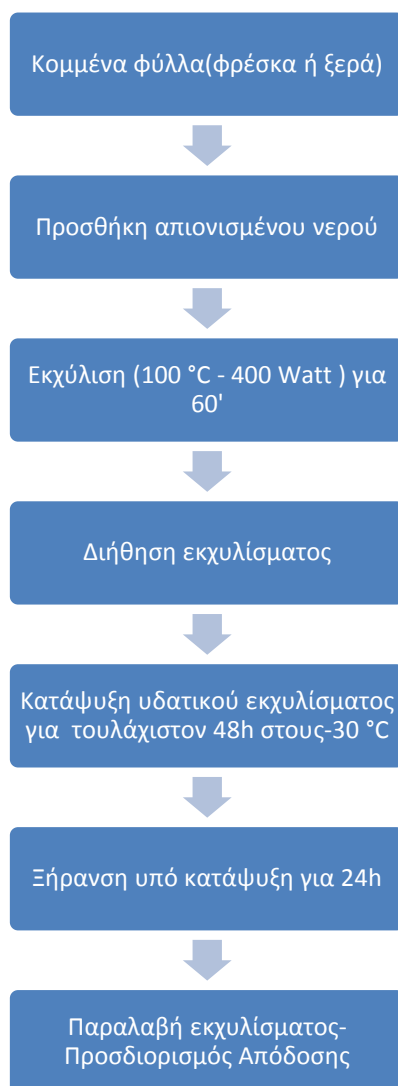 Κομμένα φύλλα(φρέσκα ή ξερά)
Προσθήκη απιονισμένου νερού
Εκχύλιση (100 °C - 400 Watt ) για
60'
Διήθηση εκχυλίσματος
Κατάψυξη υδατικού εκχυλίσματος
για τουλάχιστον 48h στους-30 °C
Ξήρανση υπό κατάψυξη για 24h
Παραλαβή εκχυλίσματος-
Προσδιορισμός Απόδοσης